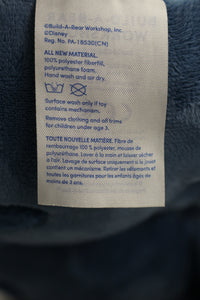 ©Build-A-Bear Workshop, Inc.
©Disney
Reg. No. PA-18530(CN)
ALL NEW MATERIAL.
100% polyester fiberfill,
polyurethane foam.
Hand wash and air dry.
Surface wash only if toy
contains mechanism.
Remove clothing and all trims
for children under age 3.
TOUTE NOUVELLE MATIÈRE. Fibre de
rembourrage 100 % polyester, mousse de
polyuréthane. Laver à la main et laisser sécher
à l'air. Lavage de surface uniquement si le jouet
contient un mécanisme. Retirer les vêtements et
toutes les garnitures pour les enfants âgés de
moins de 3 ans.